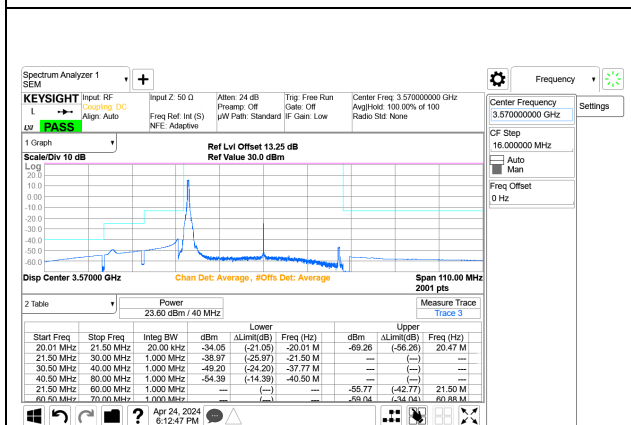 Spectrum Analyzer 1
SEM
Frequency
KEYSIGHT Input: RF Input Z: 50 Ω Atten: 24 dB Trig: Free Run Center Freq: 3.570000 GHz
L Coupling: DC Preamp: Off Gate: Off Avg|Hold: 100.00% of 100
Align: Auto Freq Ref: Int (S) µW Path: Standard IF Gain: Low Radio Std: None
NFE: Adaptive
LXI PASS
Center Frequency
3.570000000 GHz
Settings
CF Step
16.000000 MHz
Auto
Man
Freq Offset
0 Hz
1 Graph
Ref Lvl Offset 13.25 dB
Scale/Div 10 dB Ref Value 30.0 dBm
Log
20.0
10.0
0.00
-10.0
-20.0
-30.0
-40.0
-50.0
-60.0
Disp Center 3.57000 GHz Chan Det: Average , #Offs Det: Average Span 110.00 MHz
2001 pts
2 Table
Power
23.60 dBm / 40 MHz
Measure Trace
Trace 3
Lower Upper
Start Freq Stop Freq Integ BW dBm ΔLimit(dB) Freq (Hz) dBm ΔLimit(dB) Freq (Hz)
20.01 MHz 21.50 MHz 20.00 kHz -34.05 (-21.05) -20.01 M -69.26 (-56.26) 20.47 M
21.50 MHz 30.00 MHz 1.000 MHz -38.97 (-25.97) -21.50 M --- (---) ---
30.50 MHz 40.00 MHz 1.000 MHz -49.20 (-24.20) -37.77 M --- (---) ---
40.50 MHz 80.00 MHz 1.000 MHz -54.39 (-14.39) -40.50 M --- (---) ---
21.50 MHz 60.00 MHz 1.000 MHz --- (---) --- -55.77 (-42.77) 21.50 M
60.50 MHz 70.00 MHz 1.000 MHz --- (---) --- -59.04 (-34.04) 60.88 M
Apr 24, 2024
6:12:47 PM